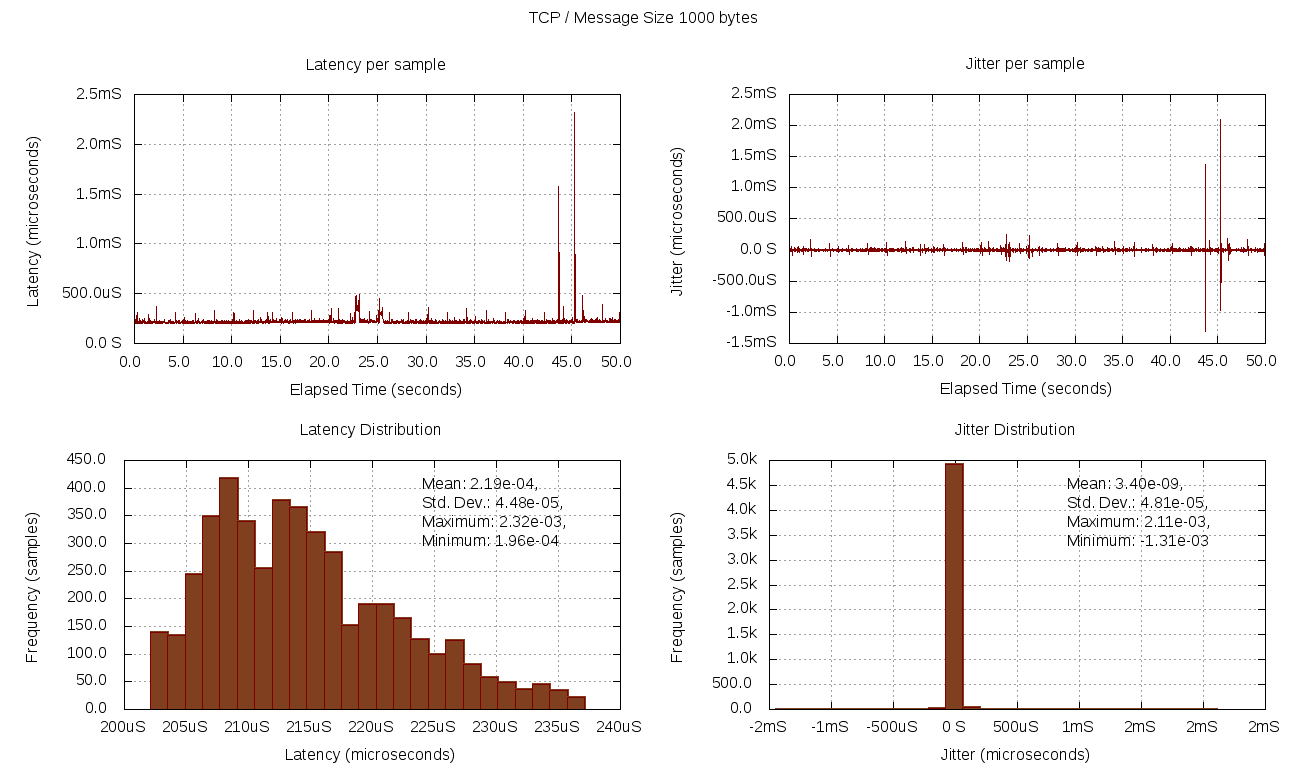 TCP / Message Size 1000 bytes
Latency per sample
2.5mS
2.0mS
1.5mS
1.0mS
500.0uS
0.0 S
0.0 5.0 10.0 15.0 20.0 25.0 30.0 35.0 40.0 45.0 50.0
Latency (microseconds)
Elapsed Time (seconds)
Jitter per sample
2.5mS
2.0mS
1.5mS
1.0mS
500.0uS
0.0 S
-500.0uS
-1.0mS
-1.5mS
0.0 5.0 10.0 15.0 20.0 25.0 30.0 35.0 40.0 45.0 50.0
Jitter (microseconds)
Elapsed Time (seconds)
Latency Distribution
450.0
400.0
350.0
300.0
250.0
200.0
150.0
100.0
50.0
0.0
200uS 205uS 210uS 215uS 220uS 225uS 230uS 235uS 240uS
Frequency (samples)
Latency (microseconds)
Mean: 2.19e-04,
Std. Dev.: 4.48e-05,
Maximum: 2.32e-03,
Minimum: 1.96e-04
Jitter Distribution
5.0k
4.5k
4.0k
3.5k
3.0k
2.5k
2.0k
1.5k
1.0k
500.0
0.0
-2mS -1mS -500uS 0 S 500uS 1mS 2mS 2mS 2mS
Frequency (samples)
Jitter (microseconds)
Mean: 3.40e-09,
Std. Dev.: 4.81e-05,
Maximum: 2.11e-03,
Minimum: -1.31e-03